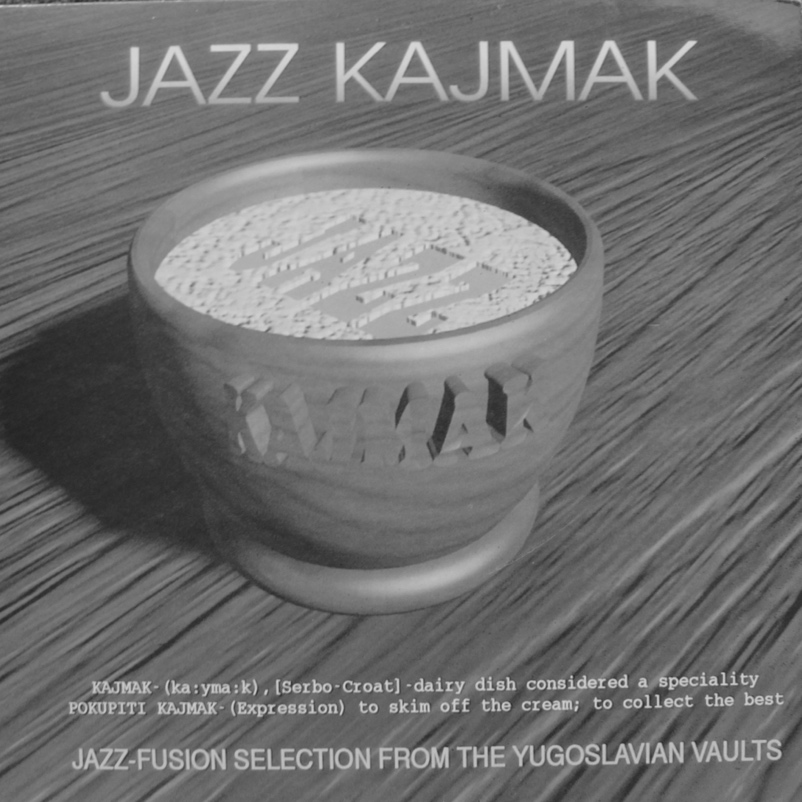 JAZZ KAJMAK
JAZZ
KAJMAK
KAJMAK-(ka:yma:k),[Serbo-Croat]-dairy dish considered a speciality
POKUPITI KAJMAK-(Expression) to skim off the cream; to collect the best
JAZZ-FUSION SELECTION FROM THE YUGOSLAVIAN VAULTS